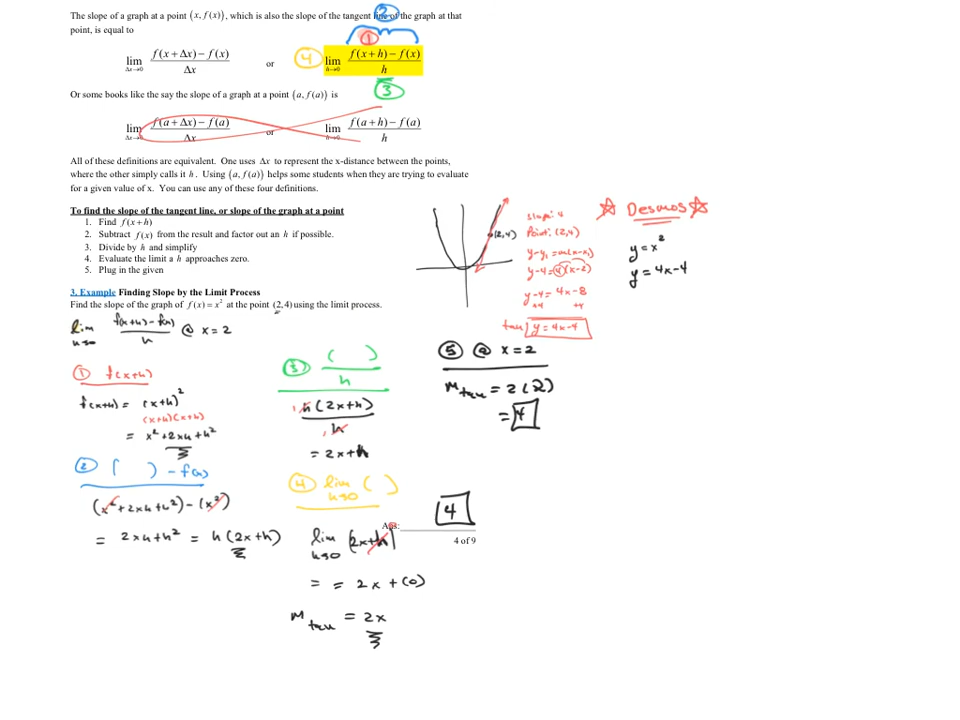 The slope of a graph at a point (x, f(x)), which is also the slope of the tangent line of the graph at that
point, is equal to
2
1
lim Δx→0 f(x+Δx)−f(x) / Δx or 4 lim h→0 f(x+h)−f(x) / h
3
Or some books like the say the slope of a graph at a point (a, f(a)) is
lim Δx→0 f(a+Δx)−f(a) / Δx or lim h→0 f(a+h)−f(a) / h
All of these definitions are equivalent. One uses Δx to represent the x-distance between the points,
where the other simply calls it h. Using (a, f(a)) helps some students when they are trying to evaluate
for a given value of x. You can use any of these four definitions.
To find the slope of the tangent line, or slope of the graph at a point
1. Find f(x+h)
2. Subtract f(x) from the result and factor out an h if possible.
3. Divide by h and simplify
4. Evaluate the limit a h approaches zero.
5. Plug in the given
3. Example Finding Slope by the Limit Process
Find the slope of the graph of f(x)=x² at the point (2,4) using the limit process.
lim h→0 f(x+h)−f(x) / h @ x=2
① f(x+h)
f(x+h) = (x+h)²
(x+h)(x+h)
= x²+2xh+h²
② ( ) − f(x)
(x²+2xh+h²)−(x²)
= 2xh+h² = h(2x+h)
③ ( ) / h
h(2x+h) / h
= 2x+h
④ lim h→0 ( )
lim h→0 (2x+h)
= = 2x+(0)
m tan = 2x
(2,4)
Slope: 4
Point: (2,4)
y−y₁=m(x−x₁)
y−4=4(x−2)
y−4=4x−8
+4 +4
tan y=4x−4
☆ Desmos ☆
y=x²
y=4x−4
⑤ @ x=2
m tan = 2(2)
= 4
4
Ans:
4 of 9